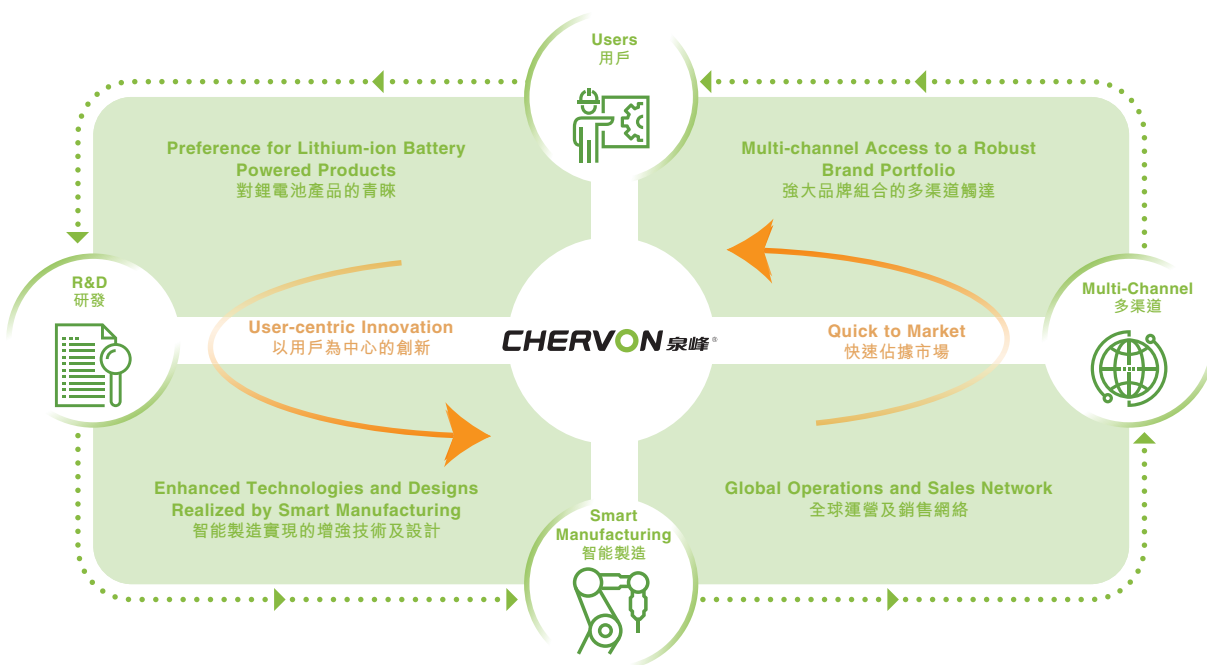 Users
用戶
Preference for Lithium-ion Battery
Powered Products
對鋰電池產品的青睞
Multi-channel Access to a Robust
Brand Portfolio
強大品牌組合的多渠道觸達
R&D
研發
User-centric Innovation
以用戶為中心的創新
CHERVON 泉峰®
Quick to Market
快速佔據市場
Multi-Channel
多渠道
Enhanced Technologies and Designs
Realized by Smart Manufacturing
智能製造實現的增強技術及設計
Global Operations and Sales Network
全球運營及銷售網絡
Smart
Manufacturing
智能製造